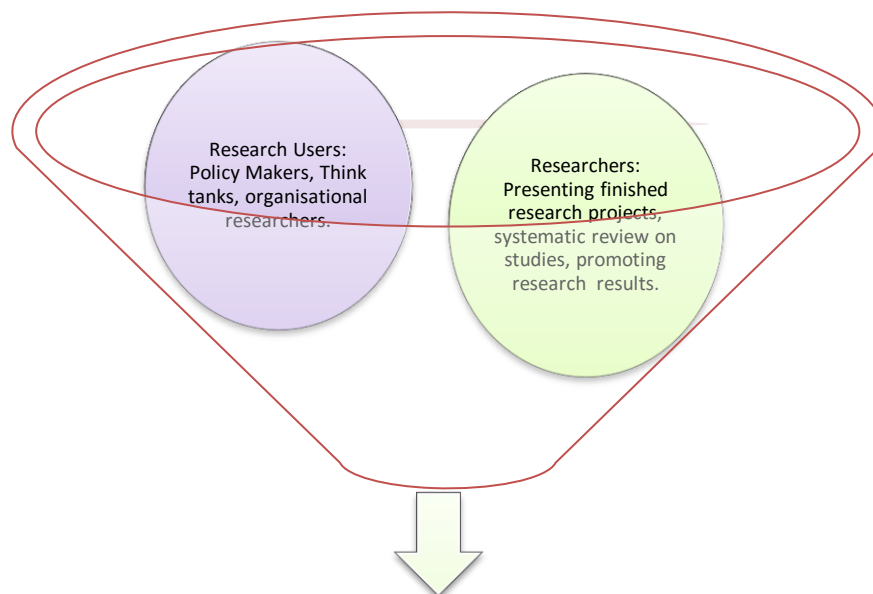 Research Users:
Policy Makers, Think
tanks, organisational
researchers.
Researchers:
Presenting finished
research projects,
systematic review on
studies, promoting
research results.